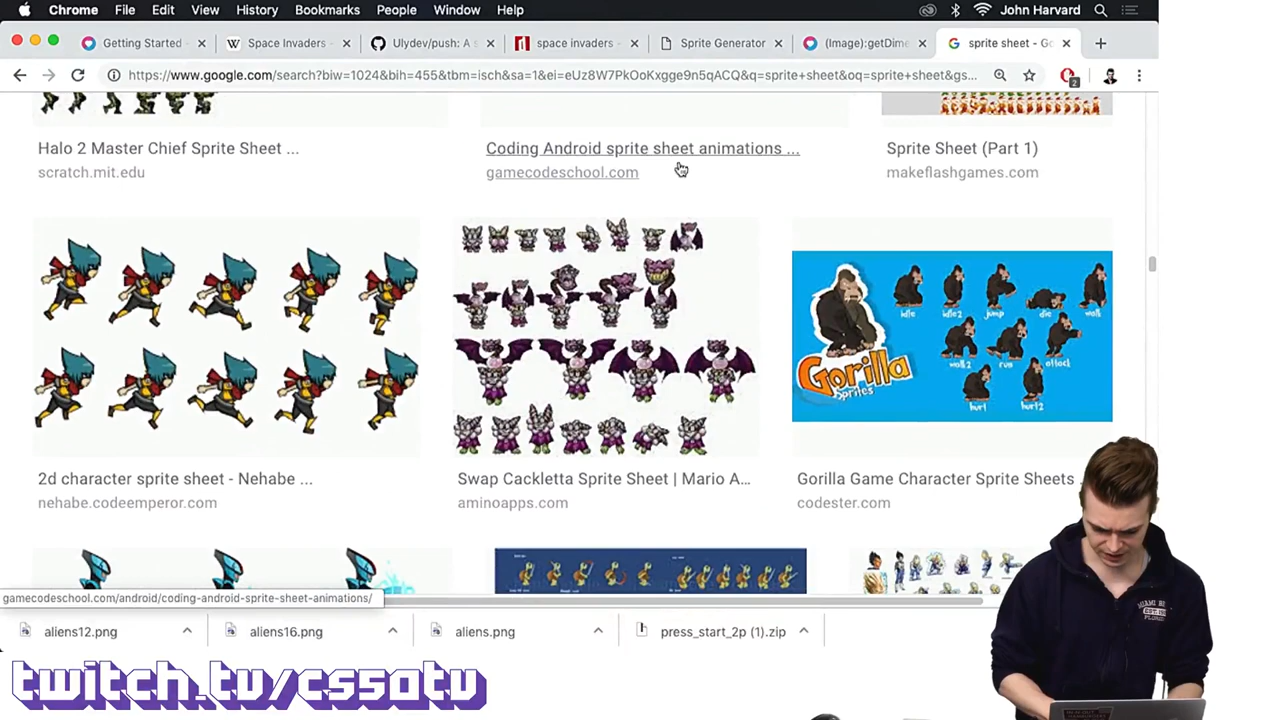 Chrome File Edit View History Bookmarks People Window Help John Harvard
Getting Started - Space Invaders - Ulydev/push: A s space invaders - Sprite Generator (Image):getDime sprite sheet - Go
https://www.google.com/search?biw=1024&bih=455&tbm=isch&sa=1&ei=eUz8W7PkOoKxgge9n5qACQ&q=sprite+sheet&oq=sprite+sheet&gs...
2
Halo 2 Master Chief Sprite Sheet ... Coding Android sprite sheet animations ... Sprite Sheet (Part 1)
scratch.mit.edu gamecodeschool.com makeflashgames.com
idle idle2 jump die walk
walk2 run attack
hurt hurt2
Gorilla
Sprites
2d character sprite sheet - Nehabe ... Swap Cackletta Sprite Sheet | Mario A... Gorilla Game Character Sprite Sheets
nehabe.codeemperor.com aminoapps.com codester.com
gamecodeschool.com/android/coding-android-sprite-sheet-animations/
aliens12.png aliens16.png aliens.png press_start_2p (1).zip
twitch.tv/cs50tv